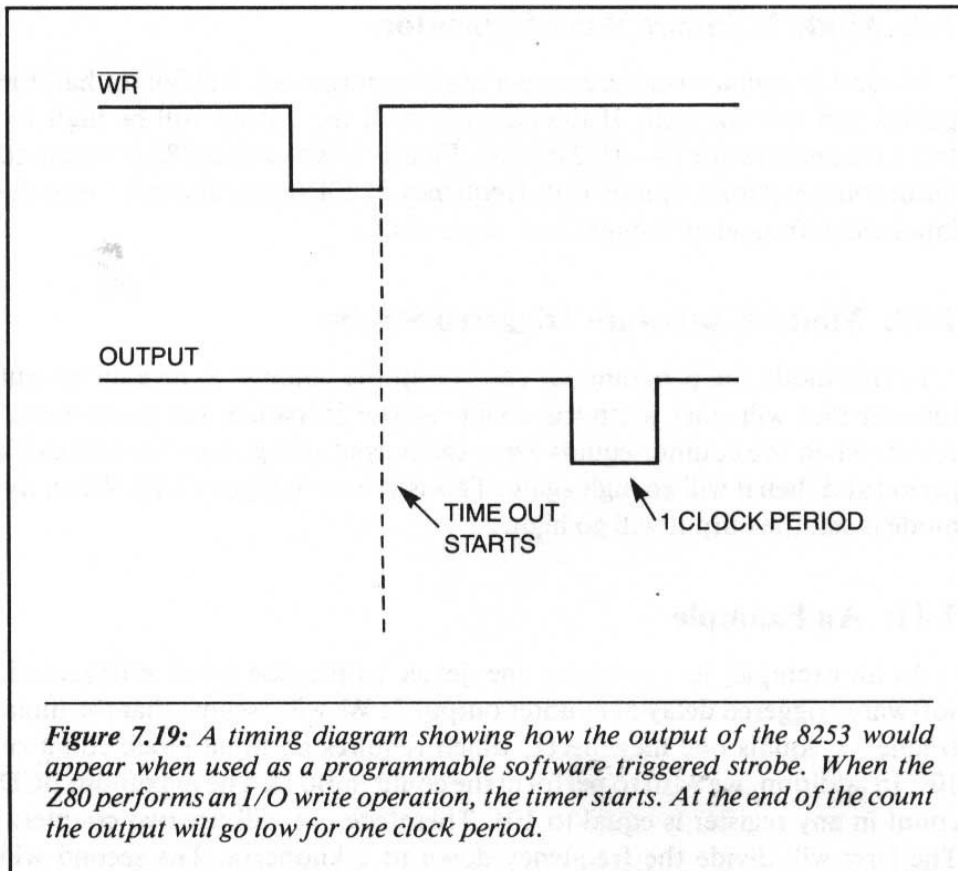 WR
OUTPUT
TIME OUT
STARTS
1 CLOCK PERIOD
Figure 7.19: A timing diagram showing how the output of the 8253 would
appear when used as a programmable software triggered strobe. When the
Z80 performs an I/O write operation, the timer starts. At the end of the count
the output will go low for one clock period.